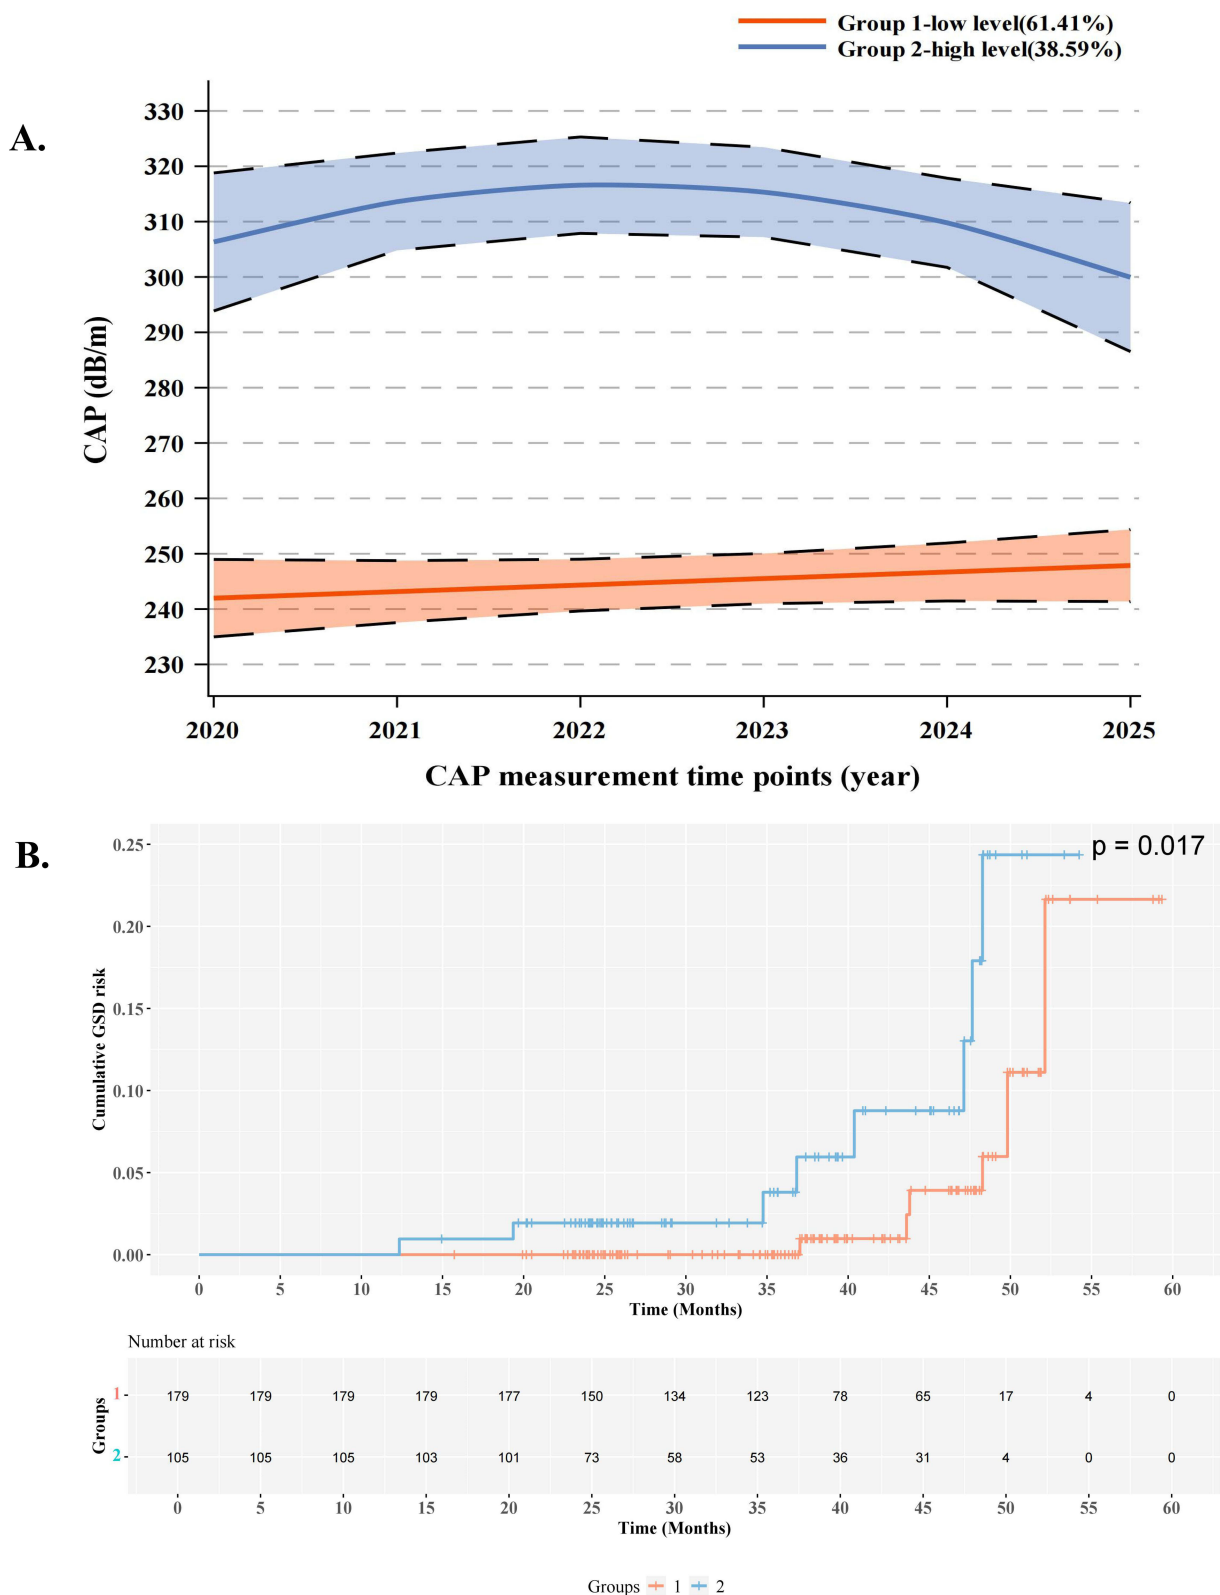 Group 1-low level(61.41%)
Group 2-high level(38.59%)
A.
330
320
310
300
290
280
270
260
250
240
230
CAP (dB/m)
2020 2021 2022 2023 2024 2025
CAP measurement time points (year)
B.
p = 0.017
0.25
0.20
0.15
0.10
0.05
0.00
Cumulative GSD risk
0 5 10 15 20 25 30 35 40 45 50 55 60
Time (Months)
Number at risk
Groups
1 179 179 179 179 177 150 134 123 78 65 17 4 0
2 105 105 105 103 101 73 58 53 36 31 4 0 0
0 5 10 15 20 25 30 35 40 45 50 55 60
Time (Months)
Groups 1 2